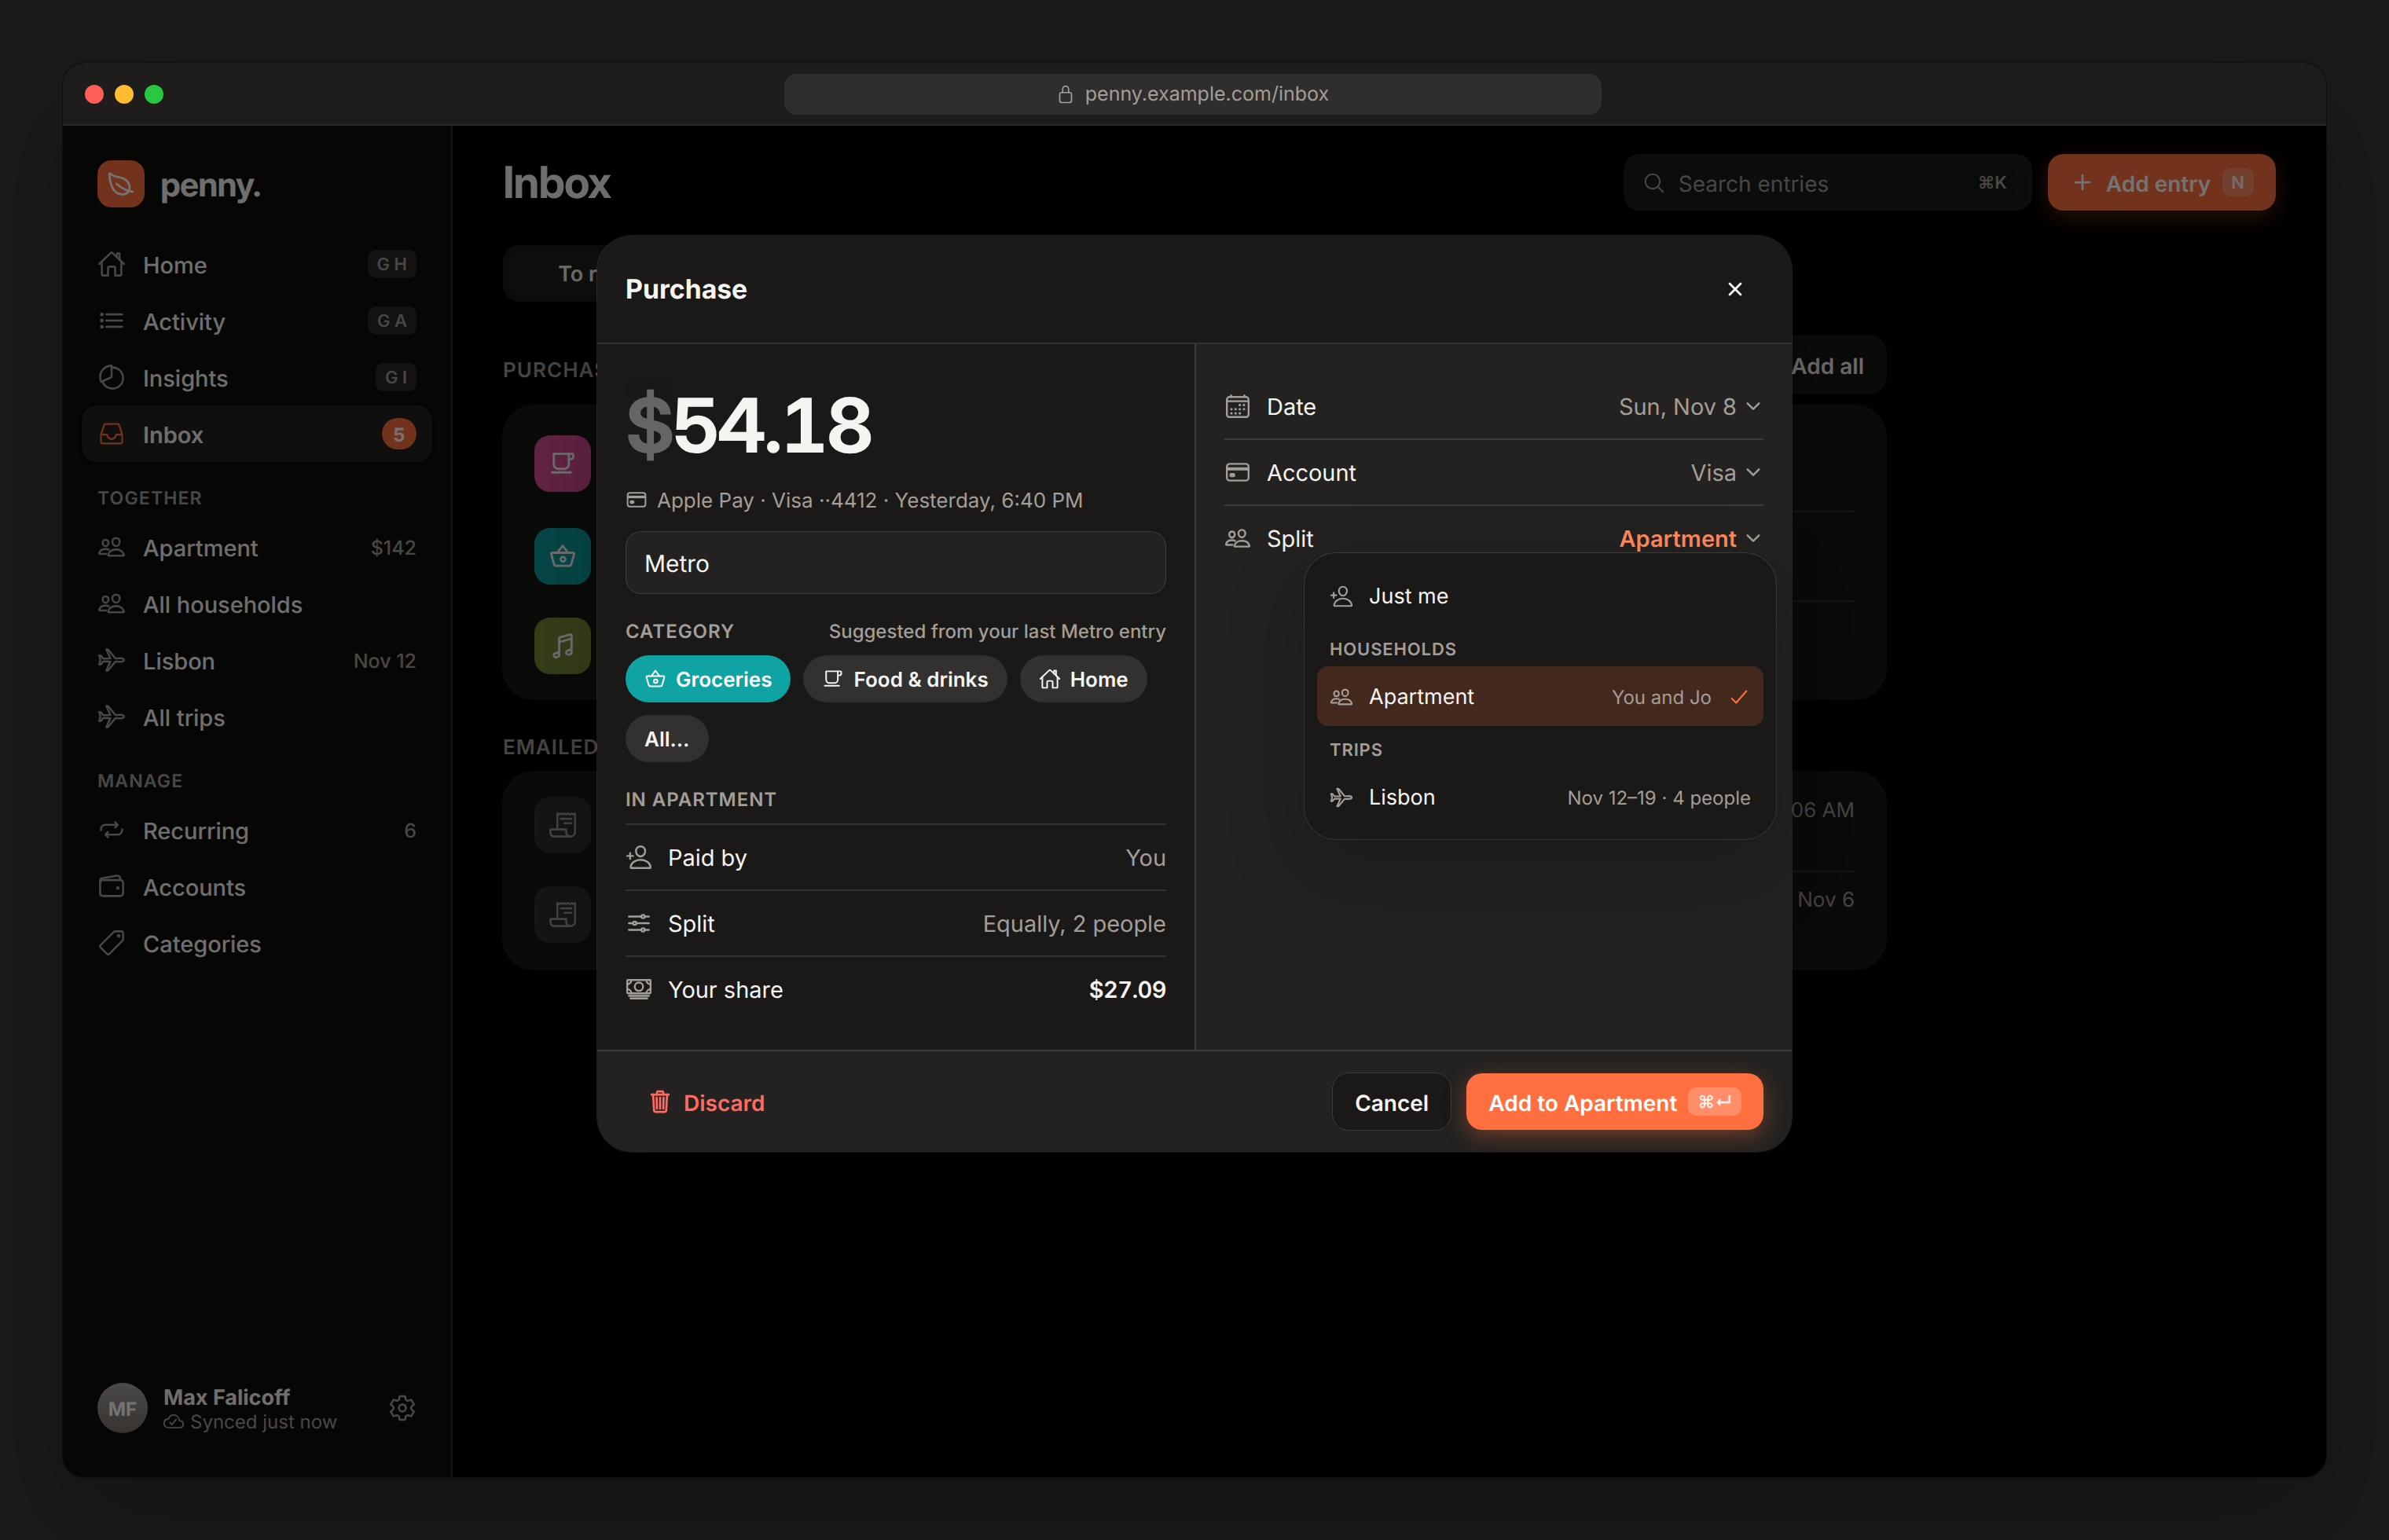 penny.example.com/inbox
penny.
Home G H
Activity G A
Insights G I
Inbox 5
TOGETHER
Apartment $142
All households
Lisbon Nov 12
All trips
MANAGE
Recurring 6
Accounts
Categories
MF
Max Falicoff
Synced just now
Inbox
Search entries ⌘K
+ Add entry N
To
Add all
EMAILED
06 AM
Nov 6
Purchase
$54.18
Apple Pay · Visa ··4412 · Yesterday, 6:40 PM
Metro
CATEGORY Suggested from your last Metro entry
Groceries Food & drinks Home
All...
IN APARTMENT
Paid by You
Split Equally, 2 people
Your share $27.09
Date Sun, Nov 8
Account Visa
Split Apartment
Just me
HOUSEHOLDS
Apartment You and Jo
TRIPS
Lisbon Nov 12–19 · 4 people
Discard
Cancel
Add to Apartment ⌘↵